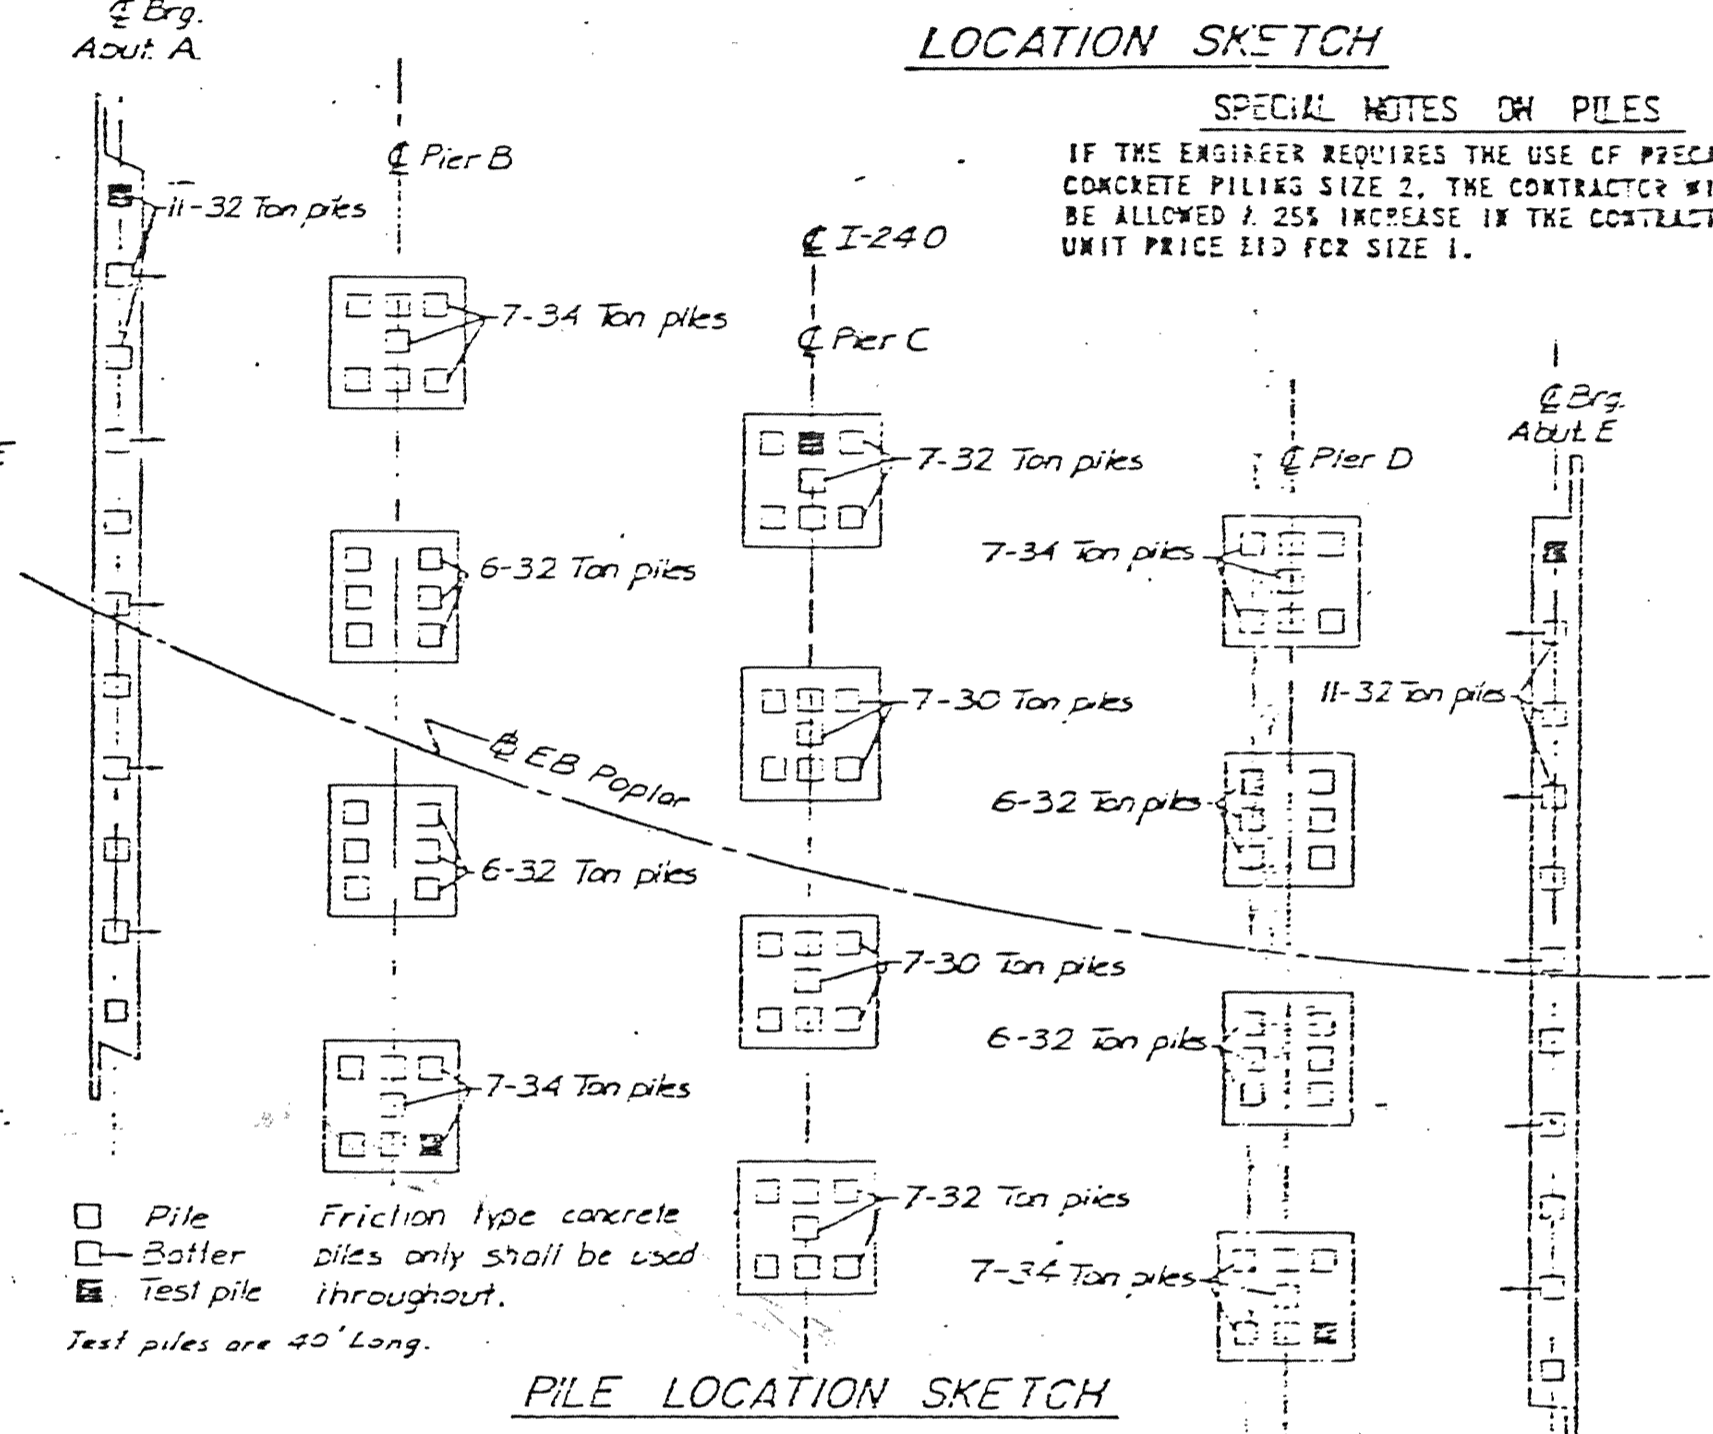 ℄ Brg.
Abut. A
LOCATION SKETCH
SPECIAL NOTES ON PILES
IF THE ENGINEER REQUIRES THE USE OF PRECA
CONCRETE PILING SIZE 2, THE CONTRACTOR WI
BE ALLOWED A 25% INCREASE IN THE CONTRACT
UNIT PRICE BID FOR SIZE 1.
℄ Pier B
11-32 Ton piles
℄ I-240
7-34 Ton piles
℄ Pier C
℄ Brg.
Abut. E
7-32 Ton piles
℄ Pier D
7-34 Ton piles
6-32 Ton piles
11-32 Ton piles
7-30 Ton piles
℄ EB Poplar
6-32 Ton piles
6-32 Ton piles
7-30 Ton piles
6-32 Ton piles
7-34 Ton piles
7-32 Ton piles
7-34 Ton piles
Pile
Batter
Test pile
Friction type concrete
piles only shall be used
throughout.
Test piles are 40' Long.
PILE LOCATION SKETCH